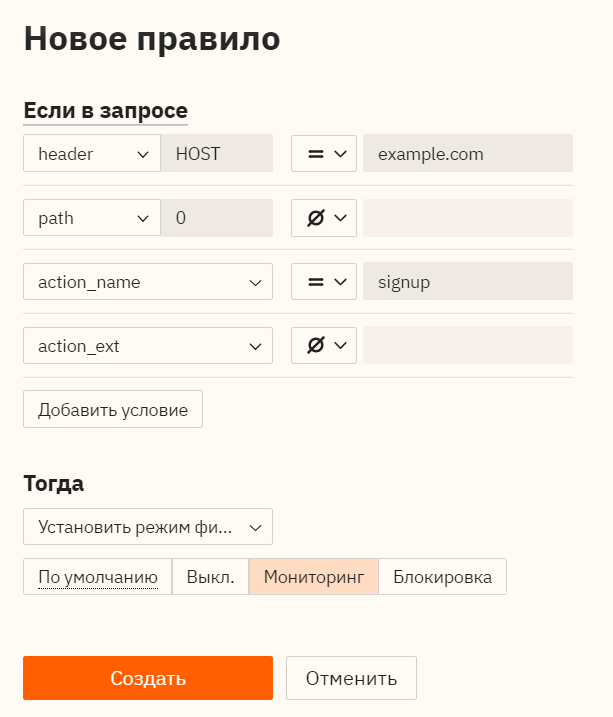 Новое правило
Если в запросе
header HOST = example.com
path 0 Ø
action_name = signup
action_ext Ø
Добавить условие
Тогда
Установить режим фи...
По умолчанию Выкл. Мониторинг Блокировка
Создать Отменить